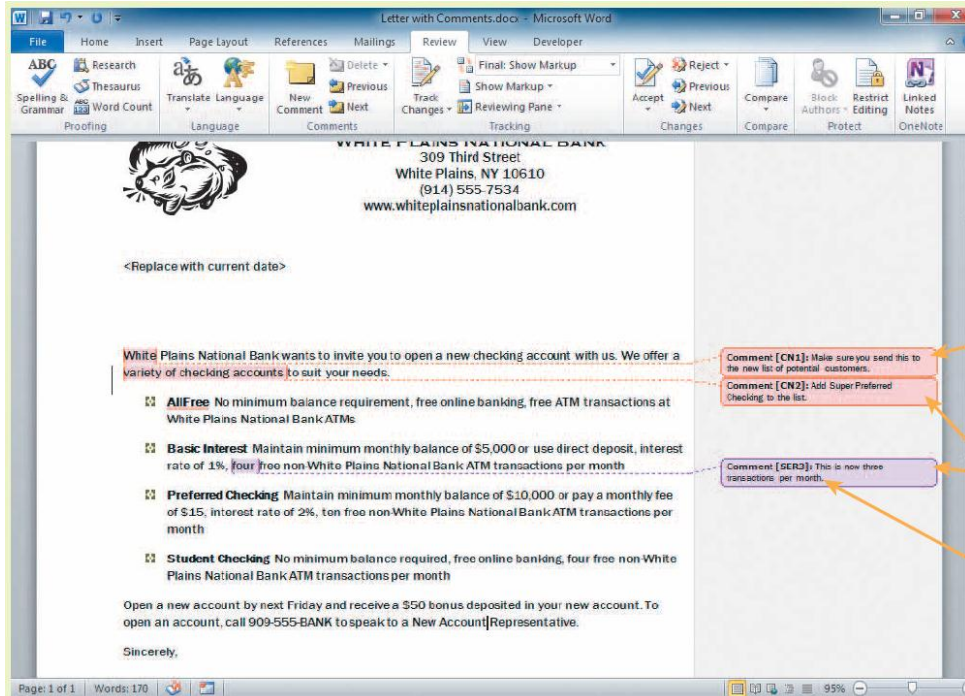 Letter with Comments.docx - Microsoft Word
File Home Insert Page Layout References Mailings Review View Developer
ABC Research Delete Previous Final: Show Markup Reject
Thesaurus Show Markup Previous
Spelling & Grammar ABC 123 Word Count Translate Language New Comment Next Track Changes Reviewing Pane Accept Next Compare Block Authors Restrict Editing Linked Notes
Proofing Language Comments Tracking Changes Compare Protect OneNote
WHITE PLAINS NATIONAL BANK
309 Third Street
White Plains, NY 10610
(914) 555-7534
www.whiteplainsnationalbank.com
<Replace with current date>
White Plains National Bank wants to invite you to open a new checking account with us. We offer a
variety of checking accounts to suit your needs.
Comment [CN1]: Make sure you send this to
the new list of potential customers.
Comment [CN2]: Add Super Preferred
Checking to the list.
AllFree No minimum balance requirement, free online banking, free ATM transactions at
White Plains National Bank ATMs
Basic Interest Maintain minimum monthly balance of $5,000 or use direct deposit, interest
rate of 1%, four free non-White Plains National Bank ATM transactions per month
Comment [SER3]: This is now three
transactions per month.
Preferred Checking Maintain minimum monthly balance of $10,000 or pay a monthly fee
of $15, interest rate of 2%, ten free non-White Plains National Bank ATM transactions per
month
Student Checking No minimum balance required, free online banking, four free non-White
Plains National Bank ATM transactions per month
Open a new account by next Friday and receive a $50 bonus deposited in your new account. To
open an account, call 909-555-BANK to speak to a New Account Representative.
Sincerely,
Page: 1 of 1 Words: 170 95%